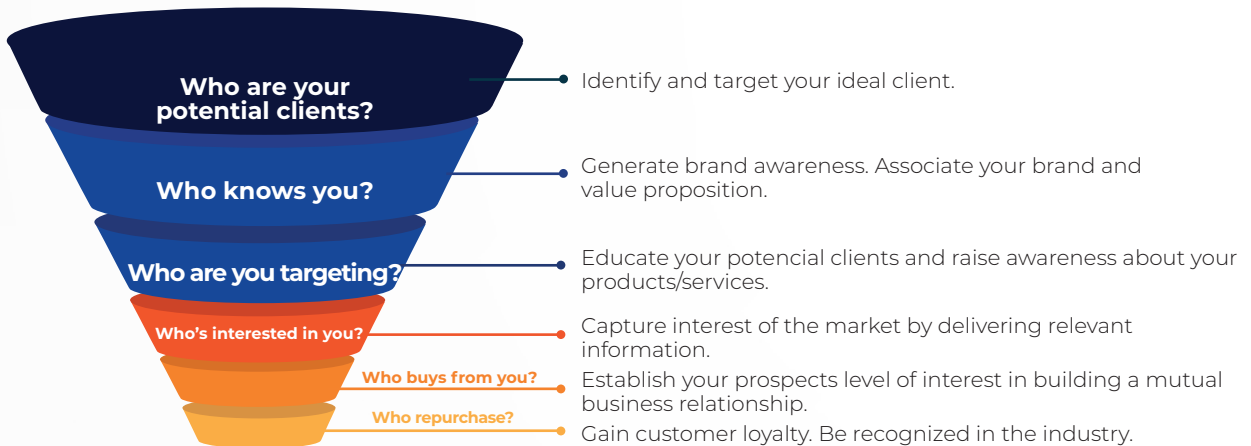 Who are your
potential clients?
Identify and target your ideal client.
Who knows you?
Generate brand awareness. Associate your brand and
value proposition.
Who are you targeting?
Educate your potencial clients and raise awareness about your
products/services.
Who's interested in you?
Capture interest of the market by delivering relevant
information.
Who buys from you?
Establish your prospects level of interest in building a mutual
business relationship.
Who repurchase?
Gain customer loyalty. Be recognized in the industry.